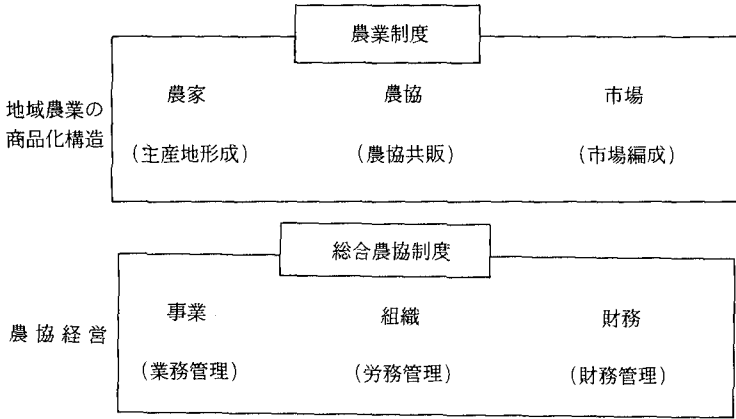 農業制度
地域農業の
商品化構造
農家 農協 市場
(主産地形成) (農協共販) (市場編成)
総合農協制度
農協経営
事業 組織 財務
(業務管理) (労務管理) (財務管理)